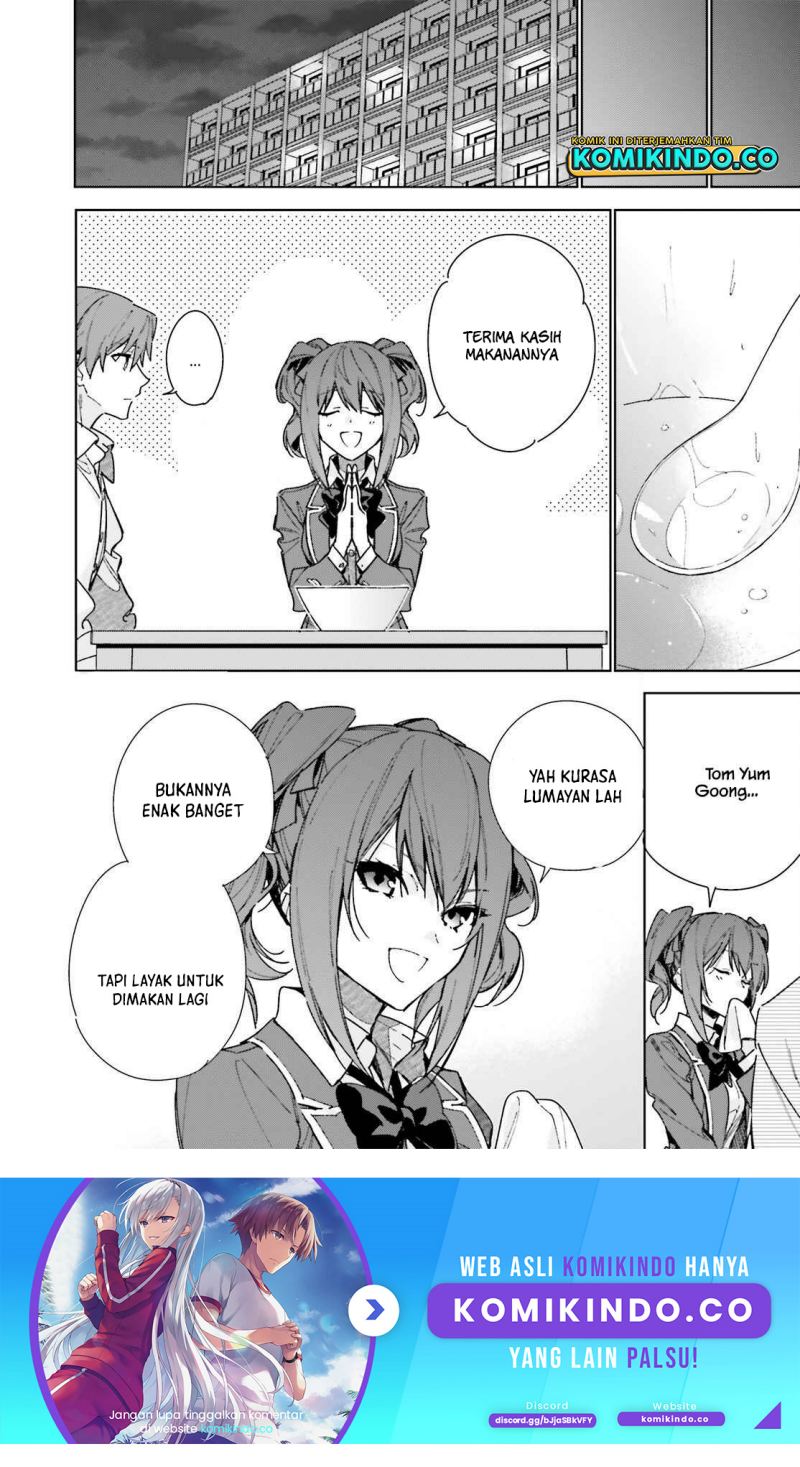 KOMIK INI DITERJEMAHKAN TIM
KOMIKINDO.CO
TERIMA KASIH
MAKANANNYA
...
Tom Yum
Goong...
YAH KURASA
LUMAYAN LAH
BUKANNYA
ENAK BANGET
TAPI LAYAK UNTUK
DIMAKAN LAGI
WEB ASLI KOMIKINDO HANYA
KOMIKINDO.CO
YANG LAIN PALSU!
Jangan lupa tinggalkan komentar
di website komikindo.co
Discord
discord.gg/bJjaSBkVFY
Website
komikindo.co